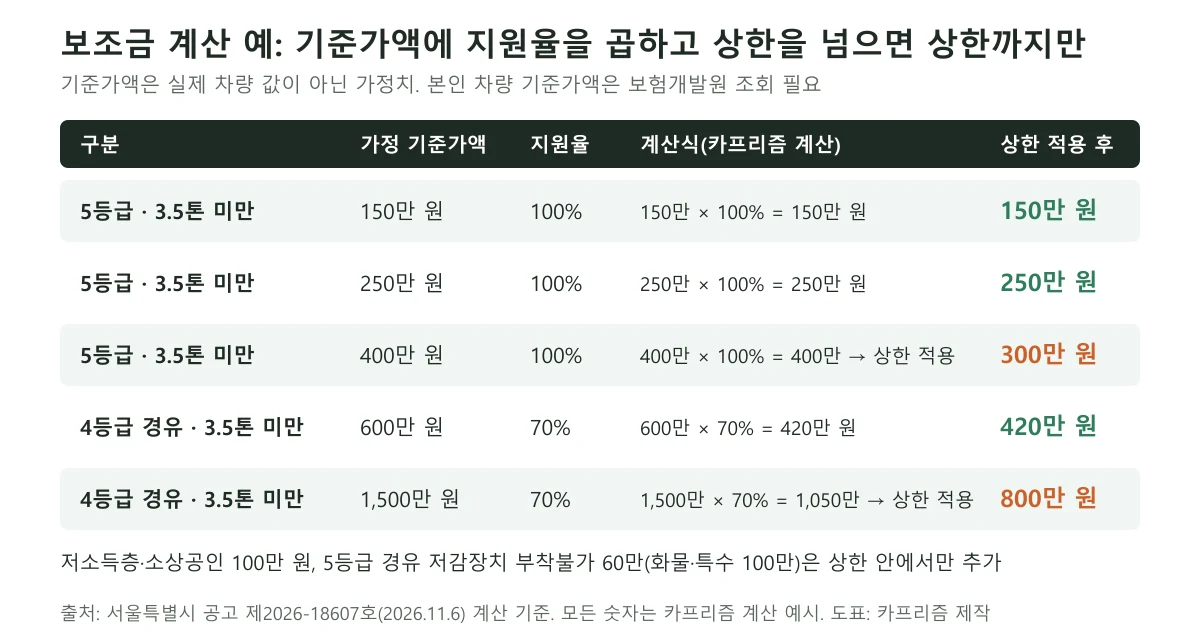 보조금 계산 예: 기준가액에 지원율을 곱하고 상한을 넘으면 상한까지만
기준가액은 실제 차량 값이 아닌 가정치. 본인 차량 기준가액은 보험개발원 조회 필요
구분 가정 기준가액 지원율 계산식(카프리즘 계산) 상한 적용 후
5등급 · 3.5톤 미만 150만 원 100% 150만 × 100% = 150만 원 150만 원
5등급 · 3.5톤 미만 250만 원 100% 250만 × 100% = 250만 원 250만 원
5등급 · 3.5톤 미만 400만 원 100% 400만 × 100% = 400만 → 상한 적용 300만 원
4등급 경유 · 3.5톤 미만 600만 원 70% 600만 × 70% = 420만 원 420만 원
4등급 경유 · 3.5톤 미만 1,500만 원 70% 1,500만 × 70% = 1,050만 → 상한 적용 800만 원
저소득층·소상공인 100만 원, 5등급 경유 저감장치 부착불가 60만(화물·특수 100만)은 상한 안에서만 추가
출처: 서울특별시 공고 제2026-18607호(2026.11.6) 계산 기준. 모든 숫자는 카프리즘 계산 예시. 도표: 카프리즘 제작